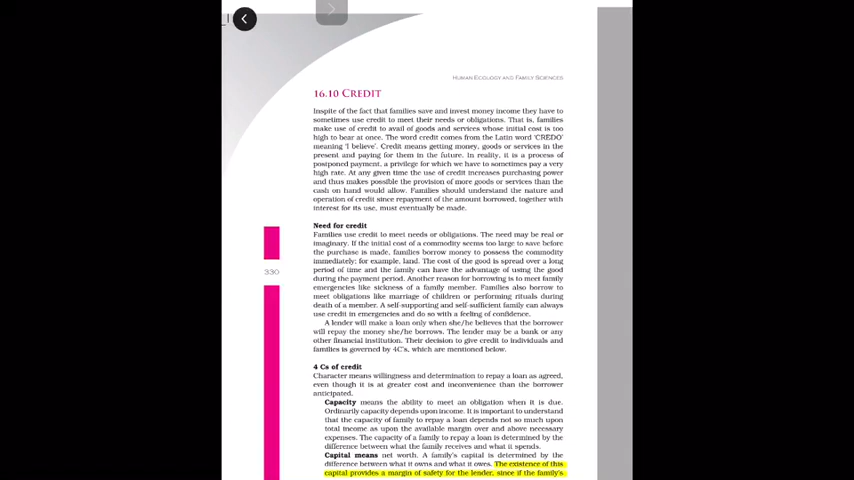 HUMAN ECOLOGY AND FAMILY SCIENCES
16.10 CREDIT
Inspite of the fact that families save and invest money income they have to
sometimes use credit to meet their needs or obligations. That is, families
make use of credit to avail of goods and services whose initial cost is too
high to bear at once. The word credit comes from the Latin word 'CREDO'
meaning 'I believe'. Credit means getting money, goods or services in the
present and paying for them in the future. In reality, it is a process of
postponed payment, a privilege for which we have to sometimes pay a very
high rate. At any given time the use of credit increases purchasing power
and thus makes possible the provision of more goods or services than the
cash on hand would allow. Families should understand the nature and
operation of credit since repayment of the amount borrowed, together with
interest for its use, must eventually be made.
Need for credit
Families use credit to meet needs or obligations. The need may be real or
imaginary. If the initial cost of a commodity seems too large to save before
the purchase is made, families borrow money to possess the commodity
immediately; for example, land. The cost of the good is spread over a long
period of time and the family can have the advantage of using the good
during the payment period. Another reason for borrowing is to meet family
emergencies like sickness of a family member. Families also borrow to
meet obligations like marriage of children or performing rituals during
death of a member. A self-supporting and self-sufficient family can always
use credit in emergencies and do so with a feeling of confidence.
A lender will make a loan only when she/he believes that the borrower
will repay the money she/he borrows. The lender may be a bank or any
other financial institution. Their decision to give credit to individuals and
families is governed by 4C's, which are mentioned below.
330
4 Cs of credit
Character means willingness and determination to repay a loan as agreed,
even though it is at greater cost and inconvenience than the borrower
anticipated.
Capacity means the ability to meet an obligation when it is due.
Ordinarily capacity depends upon income. It is important to understand
that the capacity of family to repay a loan depends not so much upon
total income as upon the available margin over and above necessary
expenses. The capacity of a family to repay a loan is determined by the
difference between what the family receives and what it spends.
Capital means net worth. A family's capital is determined by the
difference between what it owns and what it owes. The existence of this
capital provides a margin of safety for the lender, since if the family's